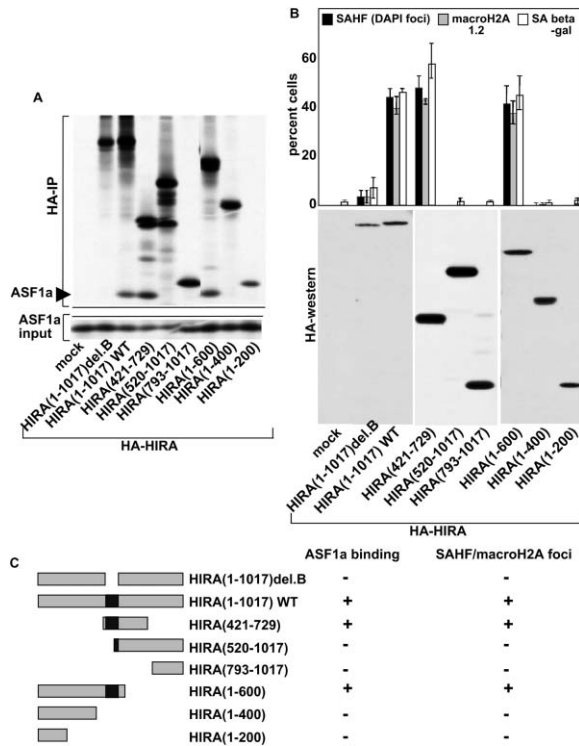 A
HA-IP
ASF1a
ASF1a
input
mock
HIRA(1-1017)del.B
HIRA(1-1017) WT
HIRA(421-729)
HIRA(520-1017)
HIRA(793-1017)
HIRA(1-600)
HIRA(1-400)
HIRA(1-200)
HA-HIRA
B
SAHF (DAPI foci)
macroH2A
1.2
SA beta
-gal
percent cells
60
40
20
0
HA-western
mock
HIRA(1-1017)del.B
HIRA(1-1017) WT
HIRA(421-729)
HIRA(520-1017)
HIRA(793-1017)
HIRA(1-600)
HIRA(1-400)
HIRA(1-200)
HA-HIRA
C
ASF1a binding SAHF/macroH2A foci
HIRA(1-1017)del.B - -
HIRA(1-1017) WT + +
HIRA(421-729) + +
HIRA(520-1017) - -
HIRA(793-1017) - -
HIRA(1-600) + +
HIRA(1-400) - -
HIRA(1-200) - -